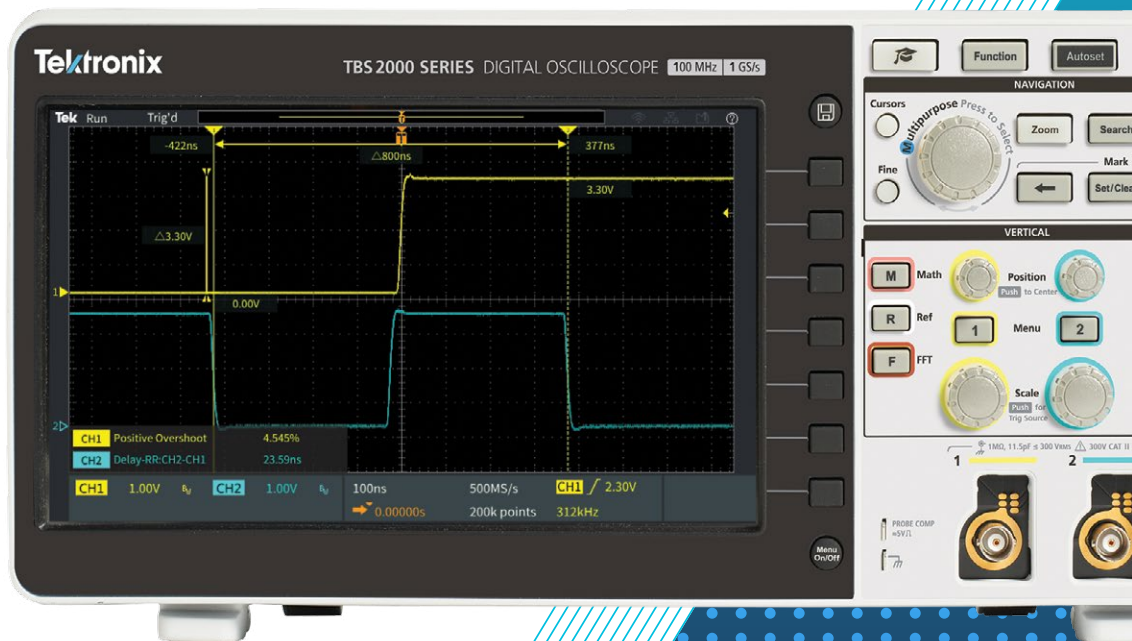 Tektronix
TBS 2000 SERIES DIGITAL OSCILLOSCOPE 100 MHz 1 GS/s
Tek Run Trig'd
T
T
-422ns
△800ns
377ns
3.30V
△3.30V
1
0.00V
2
CH1 Positive Overshoot 4.545%
CH2 Delay-RR:CH2-CH1 23.59ns
CH1 1.00V CH2 1.00V 100ns 500MS/s CH1 2.30V
0.00000s 200k points 312kHz
Menu
On/Off
Function
Autoset
NAVIGATION
Cursors
Multipurpose Press to Select
Zoom
Search
Fine
Mark
Set/Clea
VERTICAL
M Math
Position
Push to Center
R Ref
1 Menu 2
F FFT
Scale
Push for
Trig Source
1MΩ, 11.5pF ≤ 300 VRMS 300V CAT II
1 2
PROBE COMP
≈5V